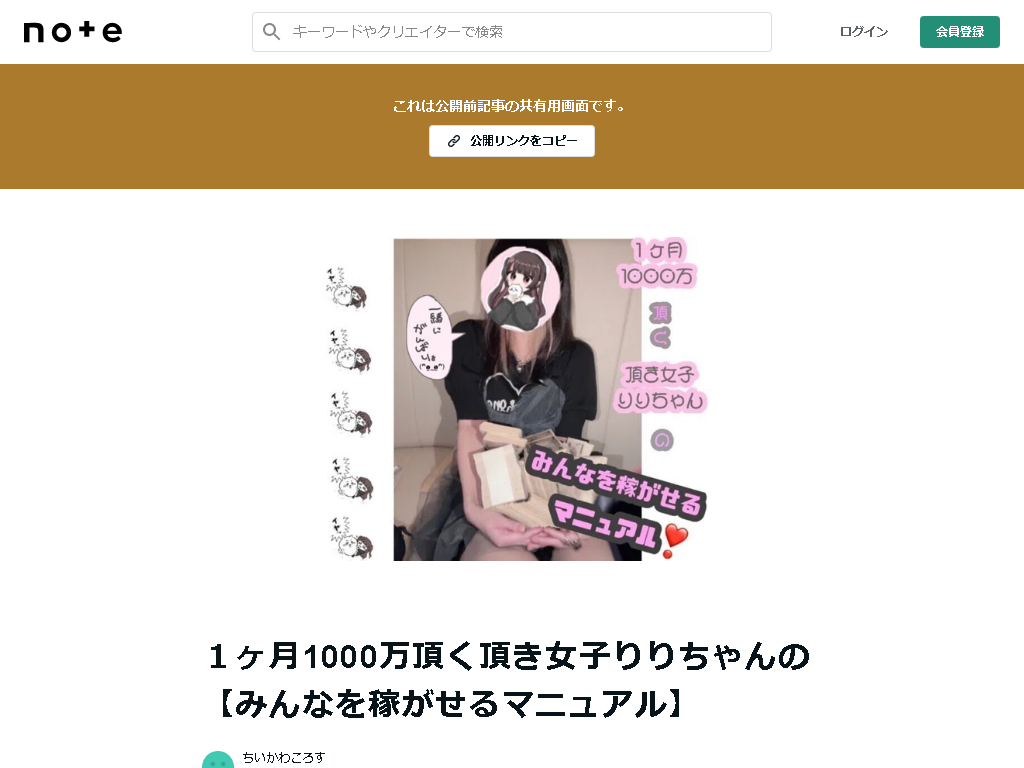 note
キーワードやクリエイターで検索
ログイン
会員登録
これは公開前記事の共有用画面です。
公開リンクをコピー
1ヶ月
1000万
頂
く
頂き女子
りりちゃん
の
一緒に
がんばりょ
みんなを稼がせる
マニュアル
１ヶ月1000万頂く頂き女子りりちゃんの
【みんなを稼がせるマニュアル】
ちいかわころす